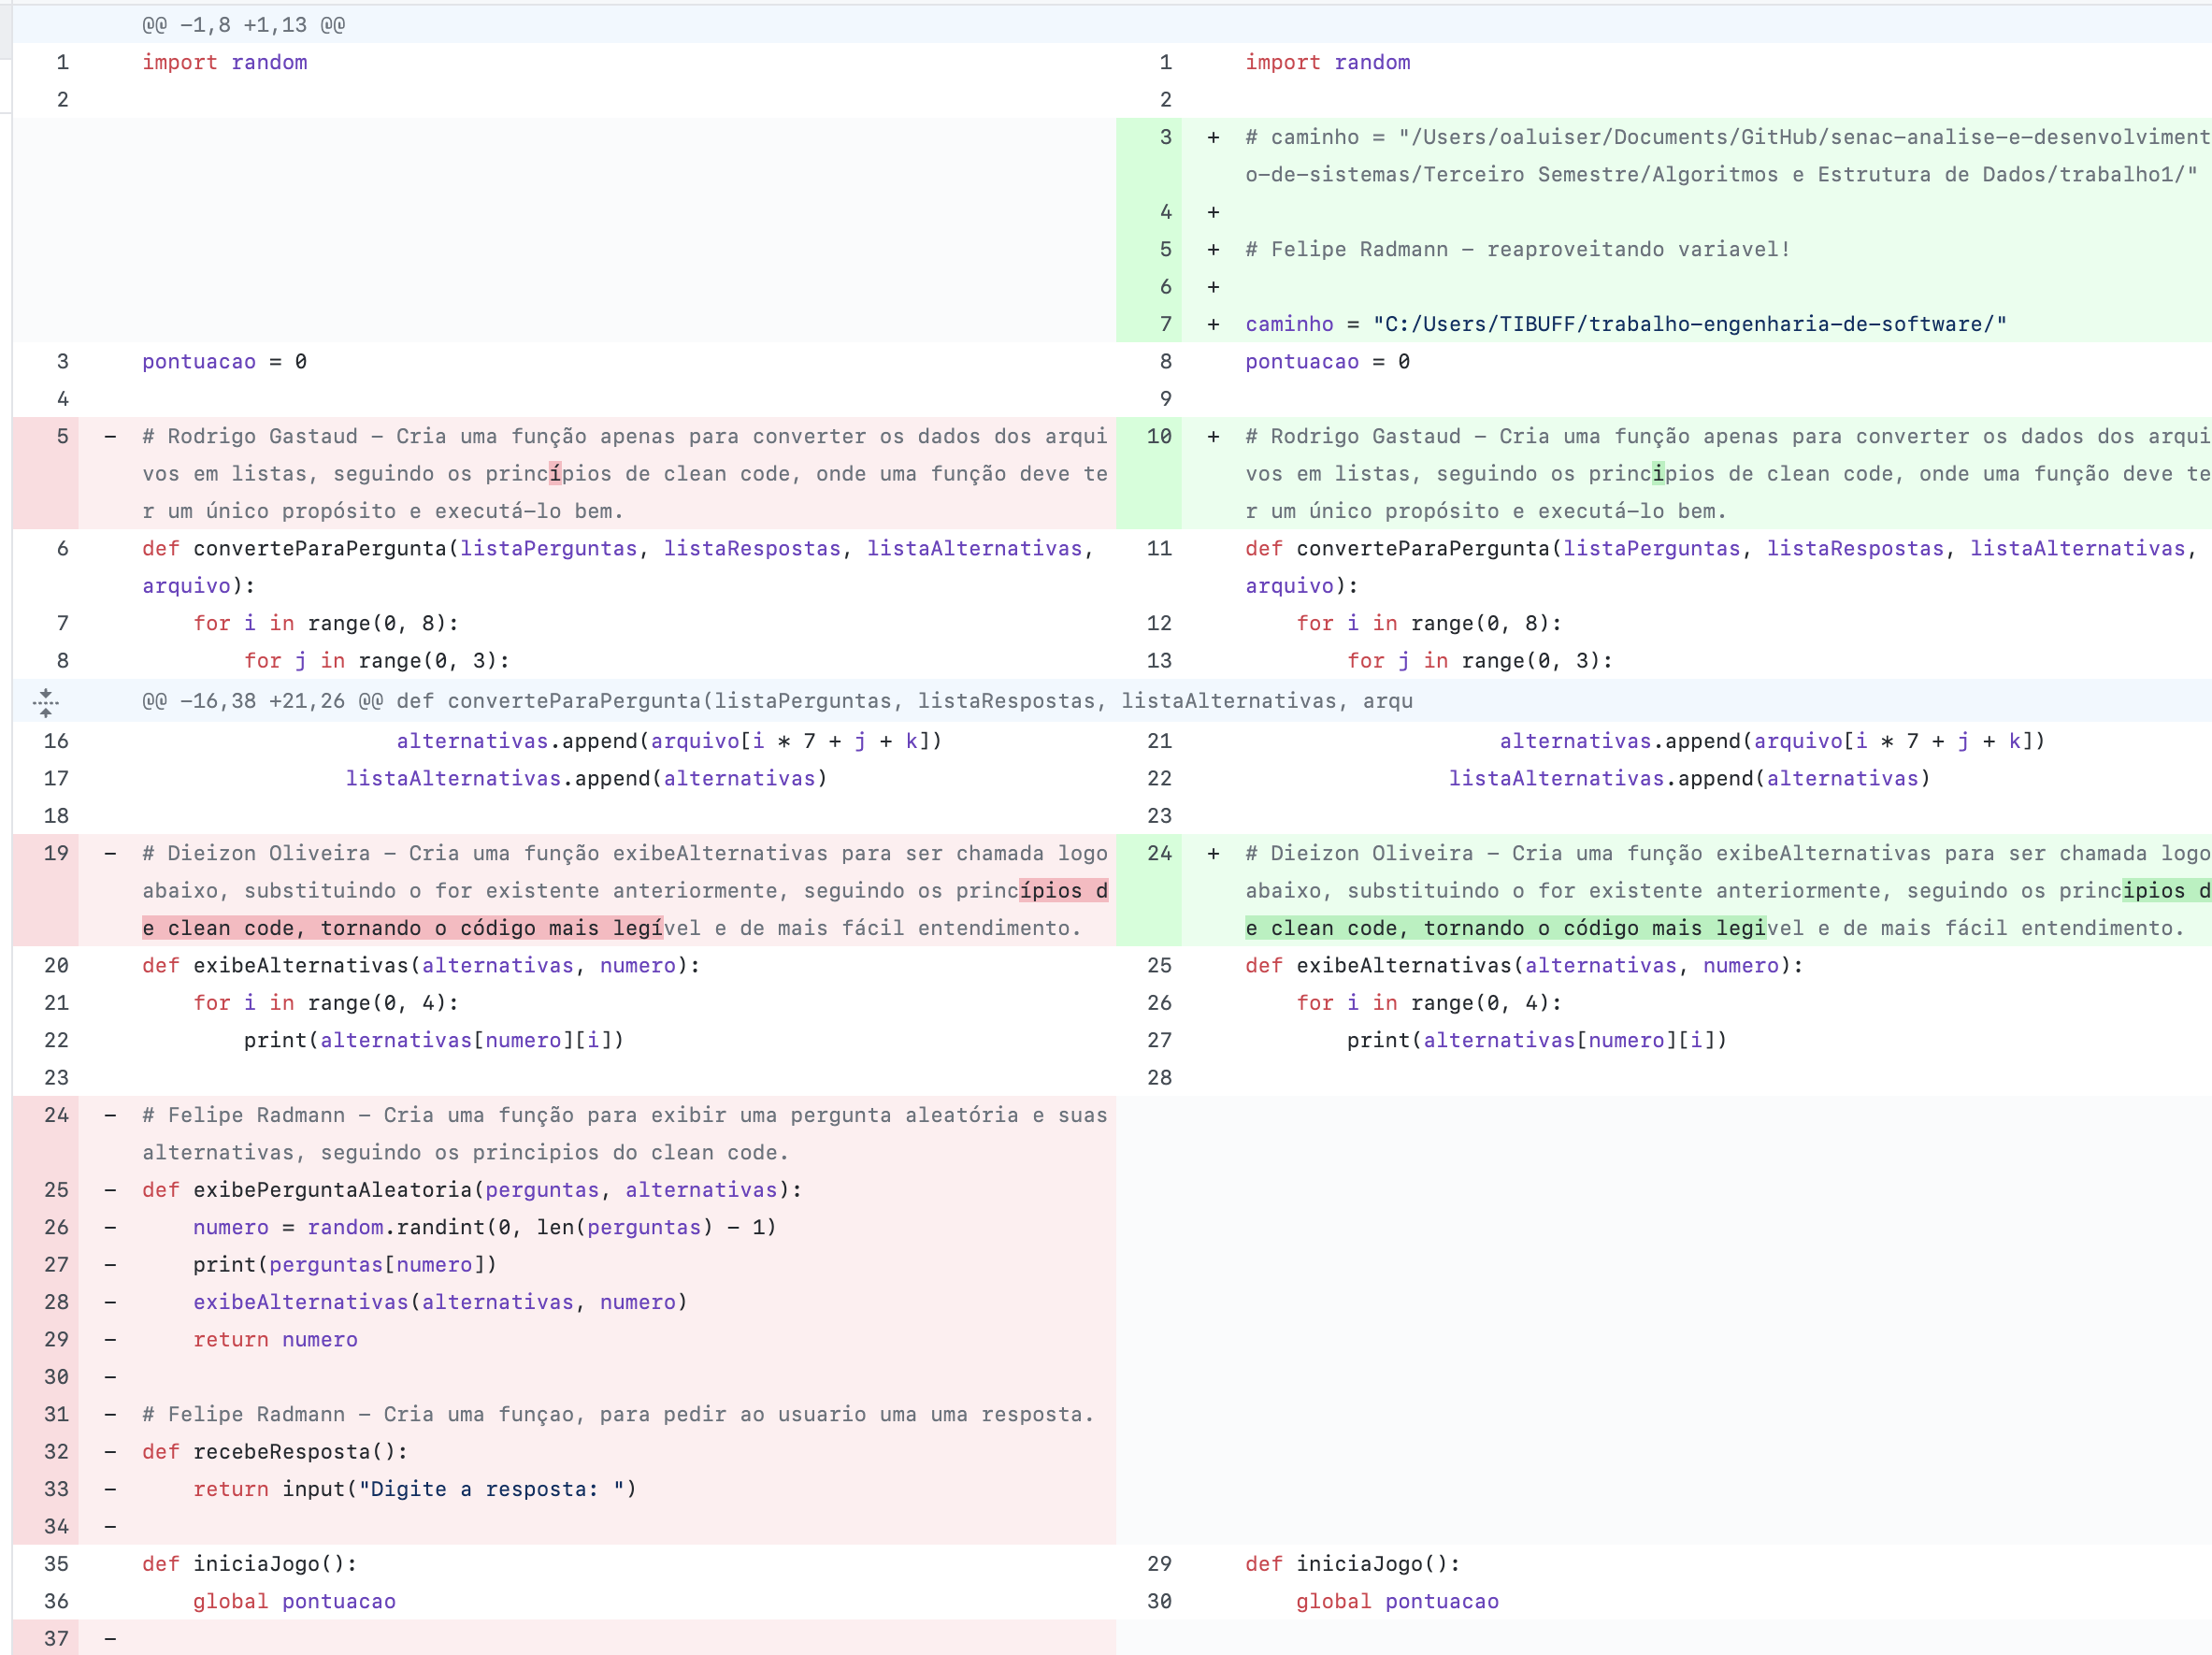 @@ -1,8 +1,13 @@
1 import random
2
3 pontuacao = 0
4
5 - # Rodrigo Gastaud - Cria uma função apenas para converter os dados dos arqui
vos em listas, seguindo os princípios de clean code, onde uma função deve te
r um único propósito e executá-lo bem.
6 def converteParaPergunta(listaPerguntas, listaRespostas, listaAlternativas,
arquivo):
7 for i in range(0, 8):
8 for j in range(0, 3):
1 import random
2
3 + # caminho = "/Users/oaluiser/Documents/GitHub/senac-analise-e-desenvolviment
o-de-sistemas/Terceiro Semestre/Algoritmos e Estrutura de Dados/trabalho1/"
4 +
5 + # Felipe Radmann - reaproveitando variavel!
6 +
7 + caminho = "C:/Users/TIBUFF/trabalho-engenharia-de-software/"
8 pontuacao = 0
9
10 + # Rodrigo Gastaud - Cria uma função apenas para converter os dados dos arqui
vos em listas, seguindo os principios de clean code, onde uma função deve te
r um único propósito e executá-lo bem.
11 def converteParaPergunta(listaPerguntas, listaRespostas, listaAlternativas,
arquivo):
12 for i in range(0, 8):
13 for j in range(0, 3):
@@ -16,38 +21,26 @@ def converteParaPergunta(listaPerguntas, listaRespostas, listaAlternativas, arqu
16 alternativas.append(arquivo[i * 7 + j + k])
17 listaAlternativas.append(alternativas)
18
19 - # Dieizon Oliveira - Cria uma função exibeAlternativas para ser chamada logo
abaixo, substituindo o for existente anteriormente, seguindo os princípios d
e clean code, tornando o código mais legível e de mais fácil entendimento.
20 def exibeAlternativas(alternativas, numero):
21 for i in range(0, 4):
22 print(alternativas[numero][i])
23
24 - # Felipe Radmann - Cria uma função para exibir uma pergunta aleatória e suas
alternativas, seguindo os principios do clean code.
25 - def exibePerguntaAleatoria(perguntas, alternativas):
26 - numero = random.randint(0, len(perguntas) - 1)
27 - print(perguntas[numero])
28 - exibeAlternativas(alternativas, numero)
29 - return numero
30 -
31 - # Felipe Radmann - Cria uma funçao, para pedir ao usuario uma uma resposta.
32 - def recebeResposta():
33 - return input("Digite a resposta: ")
34 -
35 def iniciaJogo():
36 global pontuacao
37 -
21 alternativas.append(arquivo[i * 7 + j + k])
22 listaAlternativas.append(alternativas)
23
24 + # Dieizon Oliveira - Cria uma função exibeAlternativas para ser chamada logo
abaixo, substituindo o for existente anteriormente, seguindo os principios d
e clean code, tornando o código mais legivel e de mais fácil entendimento.
25 def exibeAlternativas(alternativas, numero):
26 for i in range(0, 4):
27 print(alternativas[numero][i])
28
29 def iniciaJogo():
30 global pontuacao